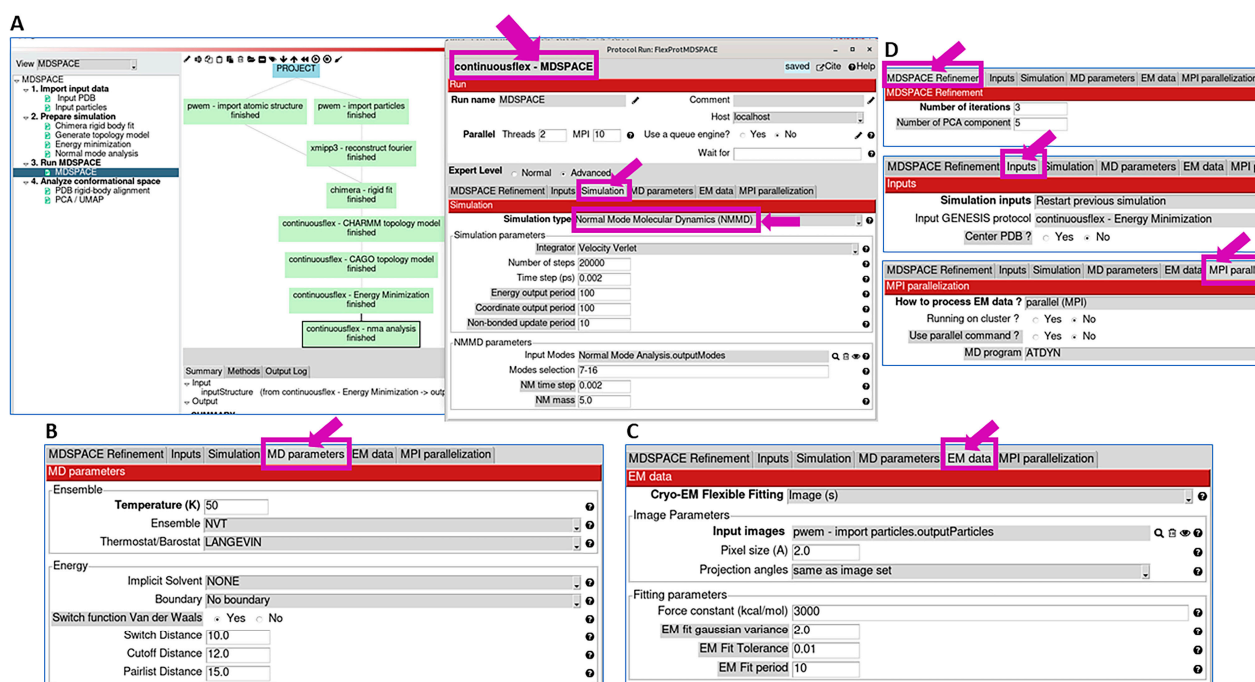 A
View MDSPACE
MDSPACE
1. Import input data
Input PDB
Input particles
2. Prepare simulation
Chimera rigid body fit
Generate topology model
Energy minimization
Normal mode analysis
3. Run MDSPACE
MDSPACE
4. Analyze conformational space
PDB rigid-body alignment
PCA / UMAP
PROJECT
pwem - import atomic structure
finished
pwem - import particles
finished
xmipp3 - reconstruct fourier
finished
chimera - rigid fit
finished
continuousflex - CHARMM topology model
finished
continuousflex - CAGO topology model
finished
continuousflex - Energy Minimization
finished
continuousflex - nma analysis
finished
Summary Methods Output Log
Input
inputStructure (from continuousflex - Energy Minimization -> outp
Output
SUMMARY
Protocol Run: FlexProtMDSPACE
continuousflex - MDSPACE
saved Cite Help
Run
Run name MDSPACE Comment
Host localhost
Parallel Threads 2 MPI 10 Use a queue engine? Yes No
Wait for
Expert Level Normal Advanced
MDSPACE Refinement Inputs Simulation MD parameters EM data MPI parallelization
Simulation
Simulation type Normal Mode Molecular Dynamics (NMMD)
Simulation parameters
Integrator Velocity Verlet
Number of steps 20000
Time step (ps) 0.002
Energy output period 100
Coordinate output period 100
Non-bonded update period 10
NMMD parameters
Input Modes Normal Mode Analysis.outputModes
Modes selection 7-16
NM time step 0.002
NM mass 5.0
D
MDSPACE Refinemer Inputs Simulation MD parameters EM data MPI parallelization
MDSPACE Refinement
Number of iterations 3
Number of PCA component 5
MDSPACE Refinement Inputs Simulation MD parameters EM data MPI p
Inputs
Simulation inputs Restart previous simulation
Input GENESIS protocol continuousflex - Energy Minimization
Center PDB ? Yes No
MDSPACE Refinement Inputs Simulation MD parameters EM data MPI parall
MPI parallelization
How to process EM data ? parallel (MPI)
Running on cluster ? Yes No
Use parallel command ? Yes No
MD program ATDYN
B
MDSPACE Refinement Inputs Simulation MD parameters EM data MPI parallelization
MD parameters
Ensemble
Temperature (K) 50
Ensemble NVT
Thermostat/Barostat LANGEVIN
Energy
Implicit Solvent NONE
Boundary No boundary
Switch function Van der Waals Yes No
Switch Distance 10.0
Cutoff Distance 12.0
Pairlist Distance 15.0
C
MDSPACE Refinement Inputs Simulation MD parameters EM data MPI parallelization
EM data
Cryo-EM Flexible Fitting Image (s)
Image Parameters
Input images pwem - import particles.outputParticles
Pixel size (A) 2.0
Projection angles same as image set
Fitting parameters
Force constant (kcal/mol) 3000
EM fit gaussian variance 2.0
EM Fit Tolerance 0.01
EM Fit period 10